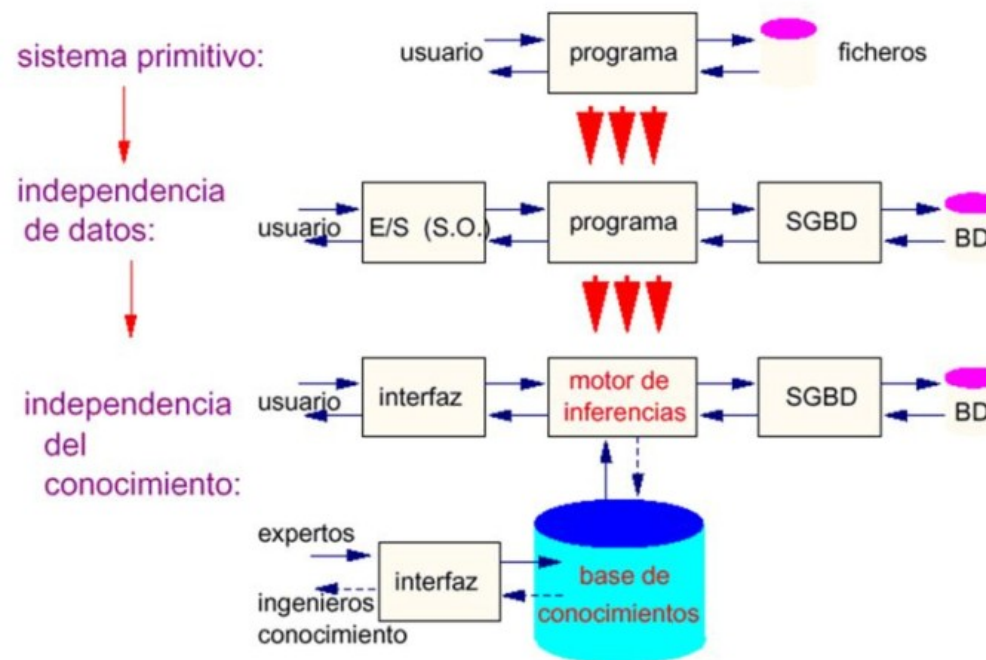 sistema primitivo:
usuario
programa
ficheros
independencia
de datos:
usuario
E/S (S.O.)
programa
SGBD
BD
independencia
del
conocimiento:
usuario
interfaz
motor de
inferencias
SGBD
BD
expertos
ingenieros
conocimiento
interfaz
base de
conocimientos